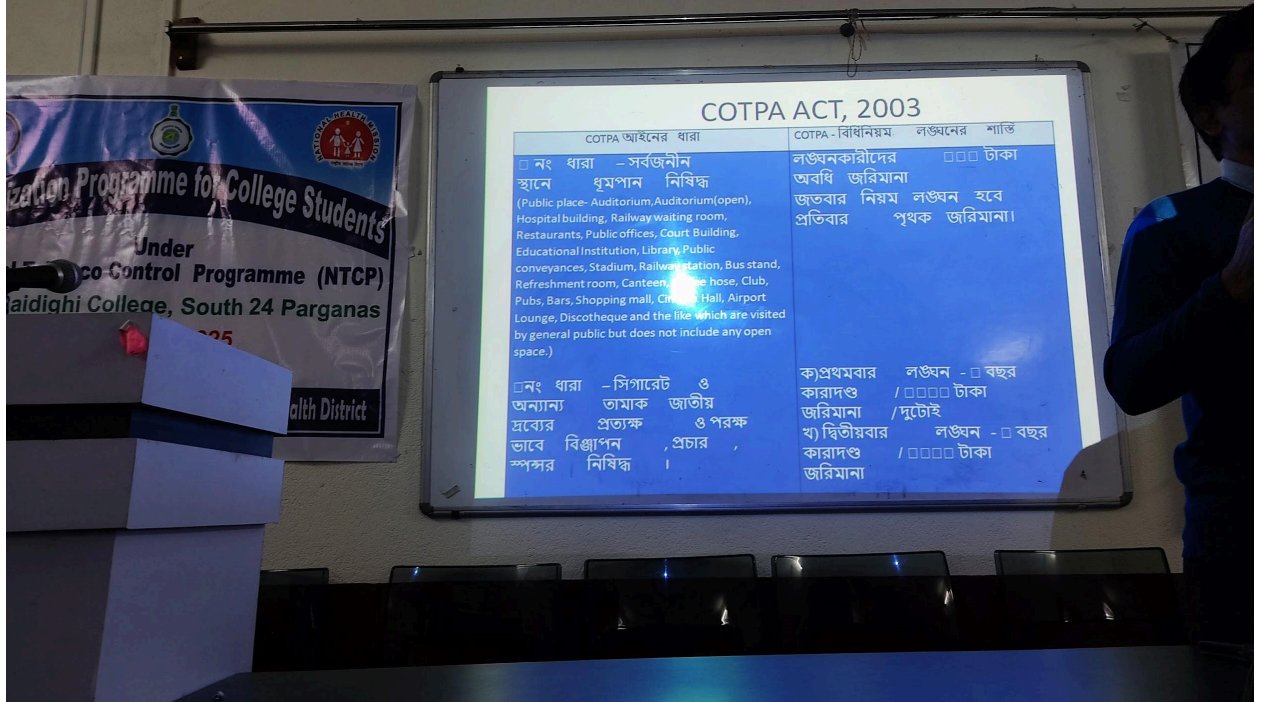 NATIONAL HEALTH MISSION
Programme for College Students
Under
Control Programme (NTCP)
College, South 24 Parganas
25
District
COTPA ACT, 2003
COTPA আইনের ধারা
□ নং ধারা – সর্বজনীন
স্থানে ধূমপান নিষিদ্ধ
(Public place- Auditorium,Auditorium(open),
Hospital building, Railway waiting room,
Restaurants, Public offices, Court Building,
Educational Institution, Library, Public
conveyances, Stadium, Railway station, Bus stand,
Refreshment room, Canteen, hose, Club,
Pubs, Bars, Shopping mall, Hall, Airport
Lounge, Discotheque and the like which are visited
by general public but does not include any open
space.)
□নং ধারা – সিগারেট ও
অন্যান্য তামাক জাতীয়
দ্রব্যের প্রত্যক্ষ ও পরক্ষ
ভাবে বিজ্ঞাপন , প্রচার ,
স্পন্সর নিষিদ্ধ ।
COTPA - বিধিনিয়ম লঙ্ঘনের শাস্তি
লঙ্ঘনকারীদের □□□ টাকা
অবধি জরিমানা
জতবার নিয়ম লঙ্ঘন হবে
প্রতিবার পৃথক জরিমানা।
ক)প্রথমবার লঙ্ঘন - □ বছর
কারাদণ্ড / □□□□ টাকা
জরিমানা / দুটোই
খ) দ্বিতীয়বার লঙ্ঘন - □ বছর
কারাদণ্ড / □□□□ টাকা
জরিমানা